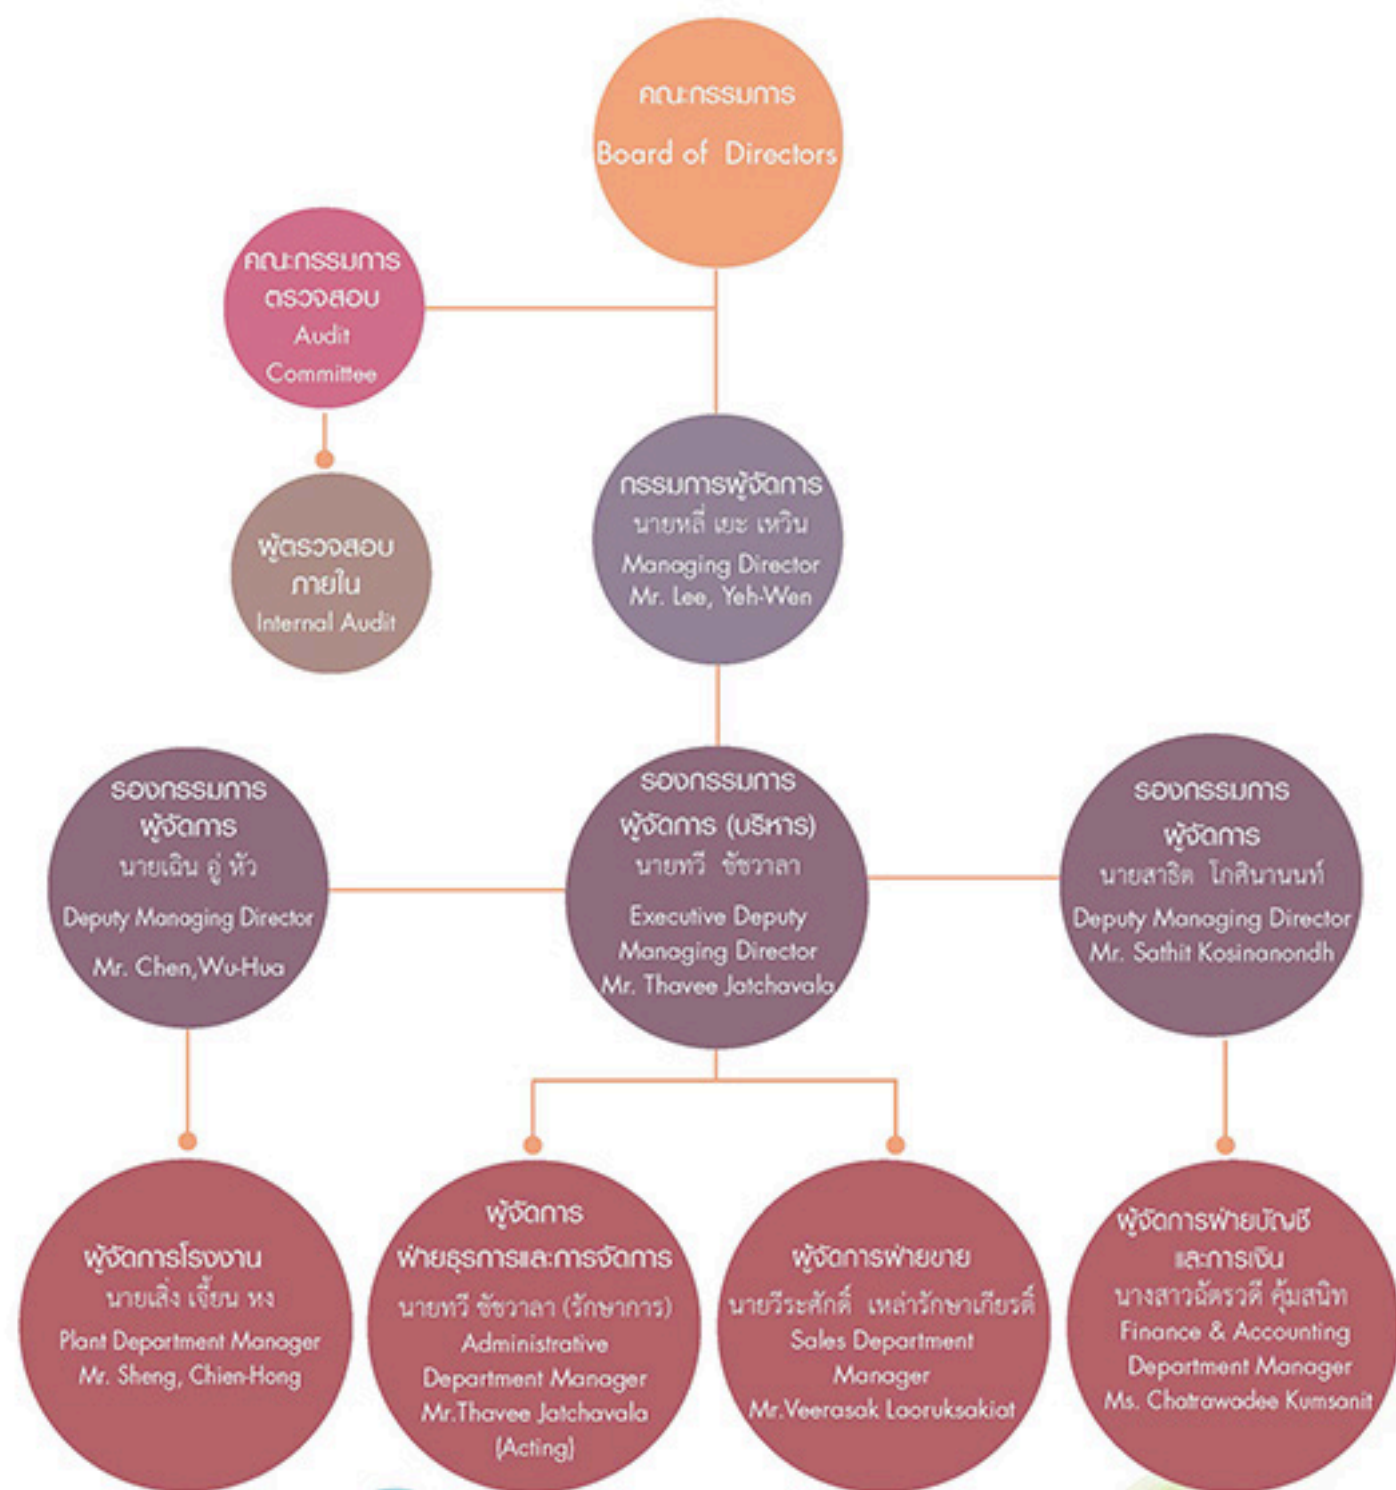 คณะกรรมการ
Board of Directors
คณะกรรมการ
ตรวจสอบ
Audit
Committee
ผู้ตรวจสอบ
ภายใน
Internal Audit
กรรมการผู้จัดการ
นายหลี่ เยะ เหวิน
Managing Director
Mr. Lee, Yeh-Wen
รองกรรมการ
ผู้จัดการ
นายเฉิน อู่ หัว
Deputy Managing Director
Mr. Chen,Wu-Hua
รองกรรมการ
ผู้จัดการ (บริหาร)
นายทวี ชัชวาลา
Executive Deputy
Managing Director
Mr. Thavee Jatchavala
รองกรรมการ
ผู้จัดการ
นายสาธิต โกศินานนท์
Deputy Managing Director
Mr. Sathit Kosinanondh
ผู้จัดการโรงงาน
นายเสิ่ง เจี้ยน หง
Plant Department Manager
Mr. Sheng, Chien-Hong
ผู้จัดการ
ฝ่ายธุรการและการจัดการ
นายทวี ชัชวาลา (รักษาการ)
Administrative
Department Manager
Mr.Thavee Jatchavala
(Acting)
ผู้จัดการฝ่ายขาย
นายวีระศักดิ์ เหล่ารักษาเกียรติ์
Sales Department
Manager
Mr.Veerasak Laoruksakiat
ผู้จัดการฝ่ายบัญชี
และการเงิน
นางสาวฉัตรวดี คุ้มสนิท
Finance & Accounting
Department Manager
Ms. Chatrawadee Kumsanit